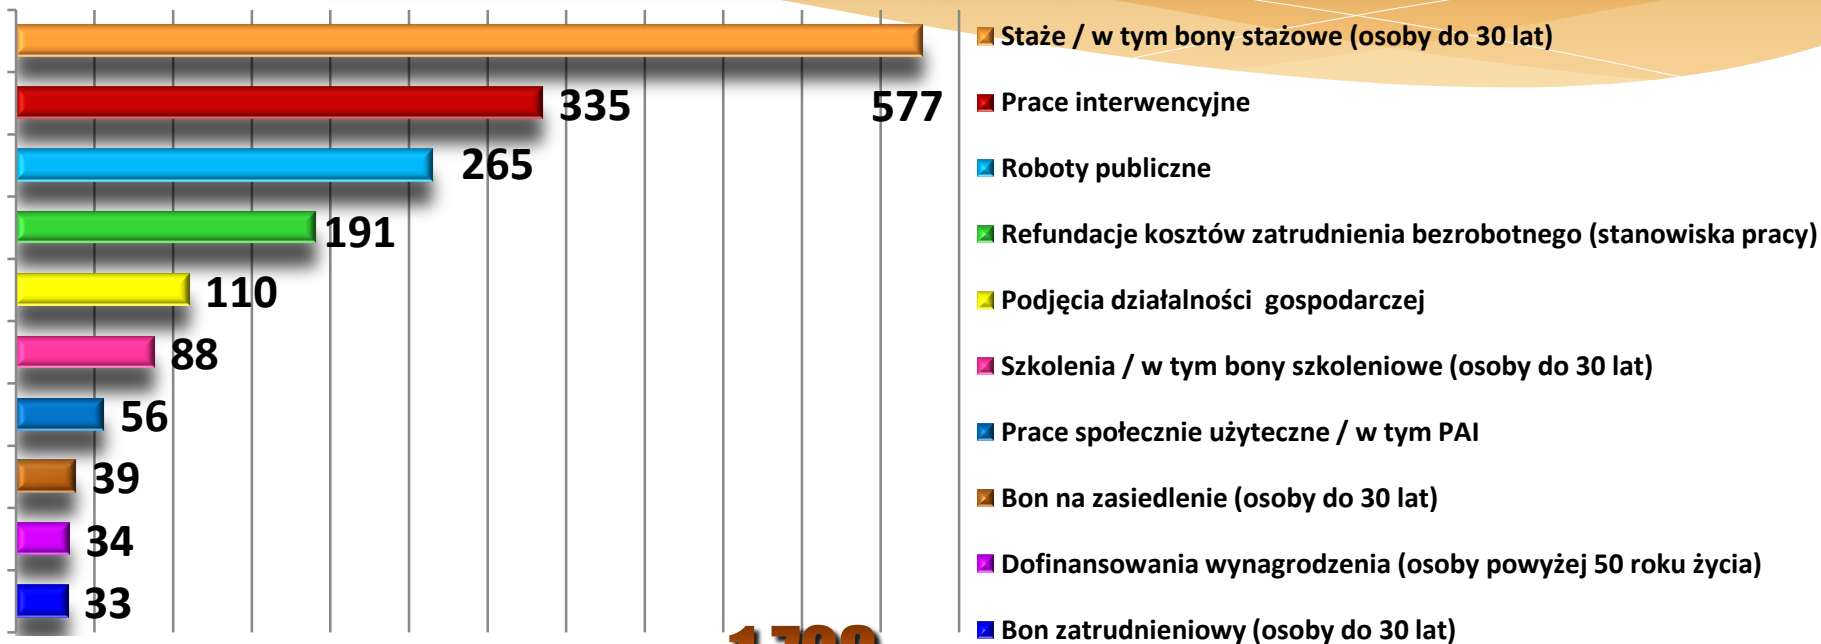 577
335
265
191
110
88
56
39
34
33
Staże / w tym bony stażowe (osoby do 30 lat)
Prace interwencyjne
Roboty publiczne
Refundacje kosztów zatrudnienia bezrobotnego (stanowiska pracy)
Podjęcia działalności  gospodarczej
Szkolenia / w tym bony szkoleniowe (osoby do 30 lat)
Prace społecznie użyteczne / w tym PAI
Bon na zasiedlenie (osoby do 30 lat)
Dofinansowania wynagrodzenia (osoby powyżej 50 roku życia)
Bon zatrudnieniowy (osoby do 30 lat)